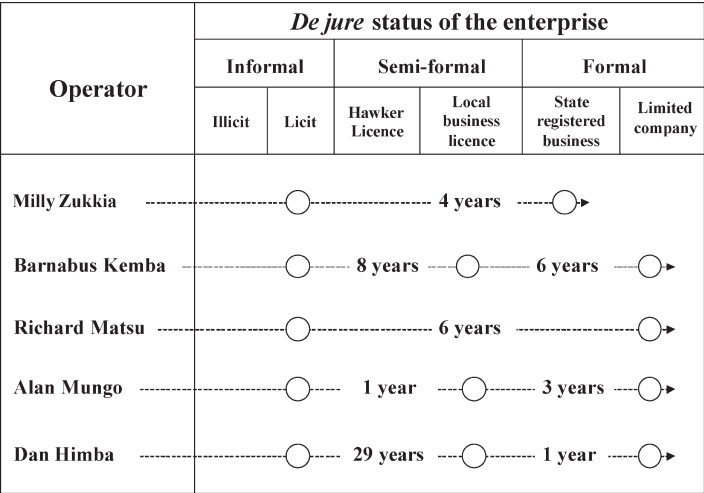 De jure status of the enterprise
Operator
Informal Semi-formal Formal
Illicit Licit Hawker Licence Local business licence State registered business Limited company
Milly Zukkia 4 years
Barnabus Kemba 8 years 6 years
Richard Matsu 6 years
Alan Mungo 1 year 3 years
Dan Himba 29 years 1 year